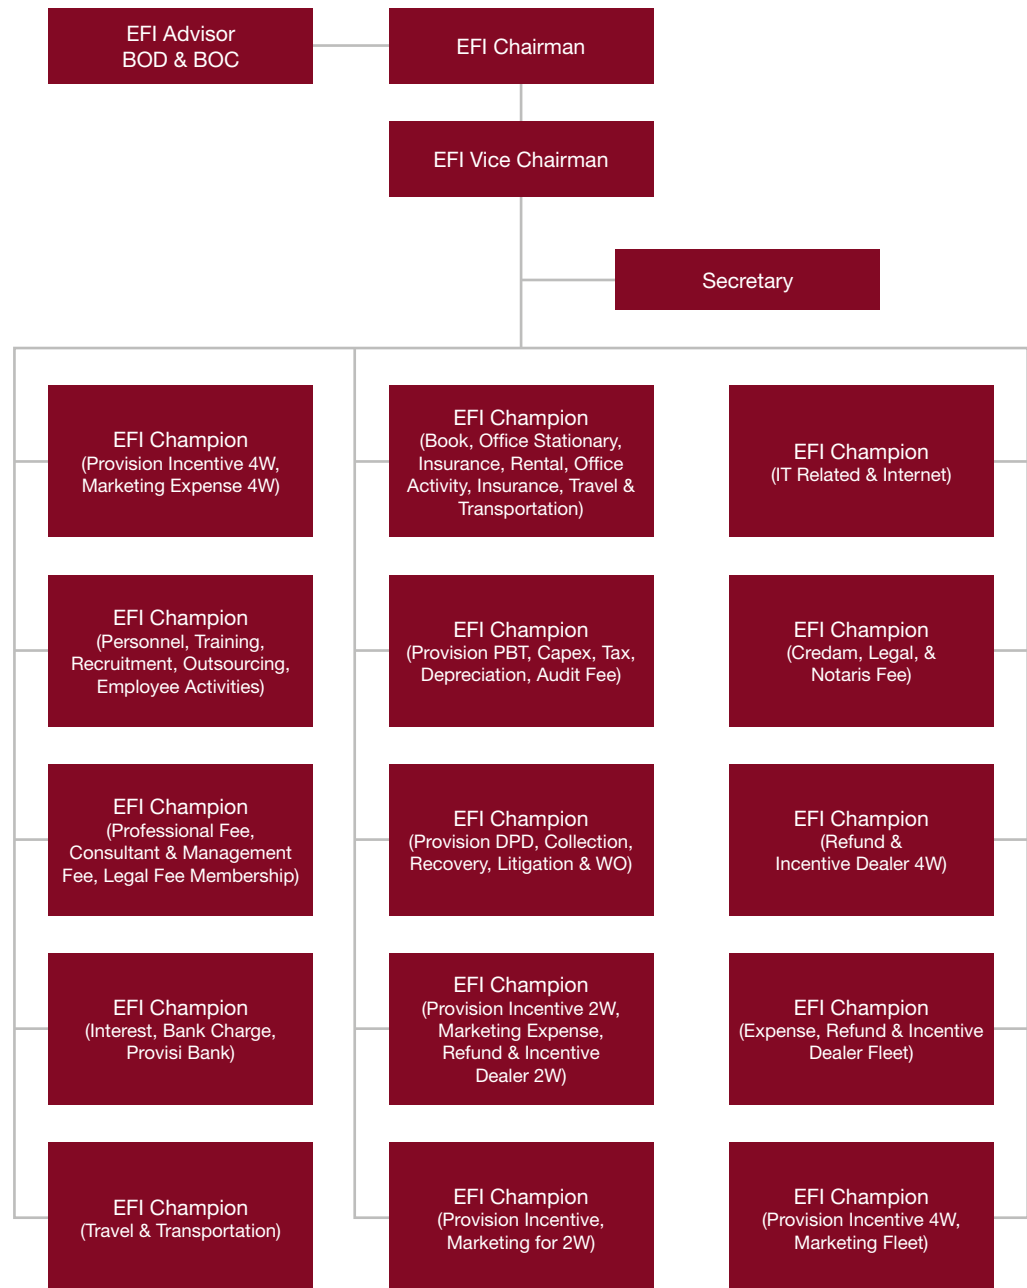 EFI Advisor
BOD & BOC
EFI Chairman
EFI Vice Chairman
Secretary
EFI Champion
(Provision Incentive 4W,
Marketing Expense 4W)
EFI Champion
(Book, Office Stationary,
Insurance, Rental, Office
Activity, Insurance, Travel &
Transportation)
EFI Champion
(IT Related & Internet)
EFI Champion
(Personnel, Training,
Recruitment, Outsourcing,
Employee Activities)
EFI Champion
(Provision PBT, Capex, Tax,
Depreciation, Audit Fee)
EFI Champion
(Credam, Legal, &
Notaris Fee)
EFI Champion
(Professional Fee,
Consultant & Management
Fee, Legal Fee Membership)
EFI Champion
(Provision DPD, Collection,
Recovery, Litigation & WO)
EFI Champion
(Refund &
Incentive Dealer 4W)
EFI Champion
(Interest, Bank Charge,
Provisi Bank)
EFI Champion
(Provision Incentive 2W,
Marketing Expense,
Refund & Incentive
Dealer 2W)
EFI Champion
(Expense, Refund & Incentive
Dealer Fleet)
EFI Champion
(Travel & Transportation)
EFI Champion
(Provision Incentive,
Marketing for 2W)
EFI Champion
(Provision Incentive 4W,
Marketing Fleet)